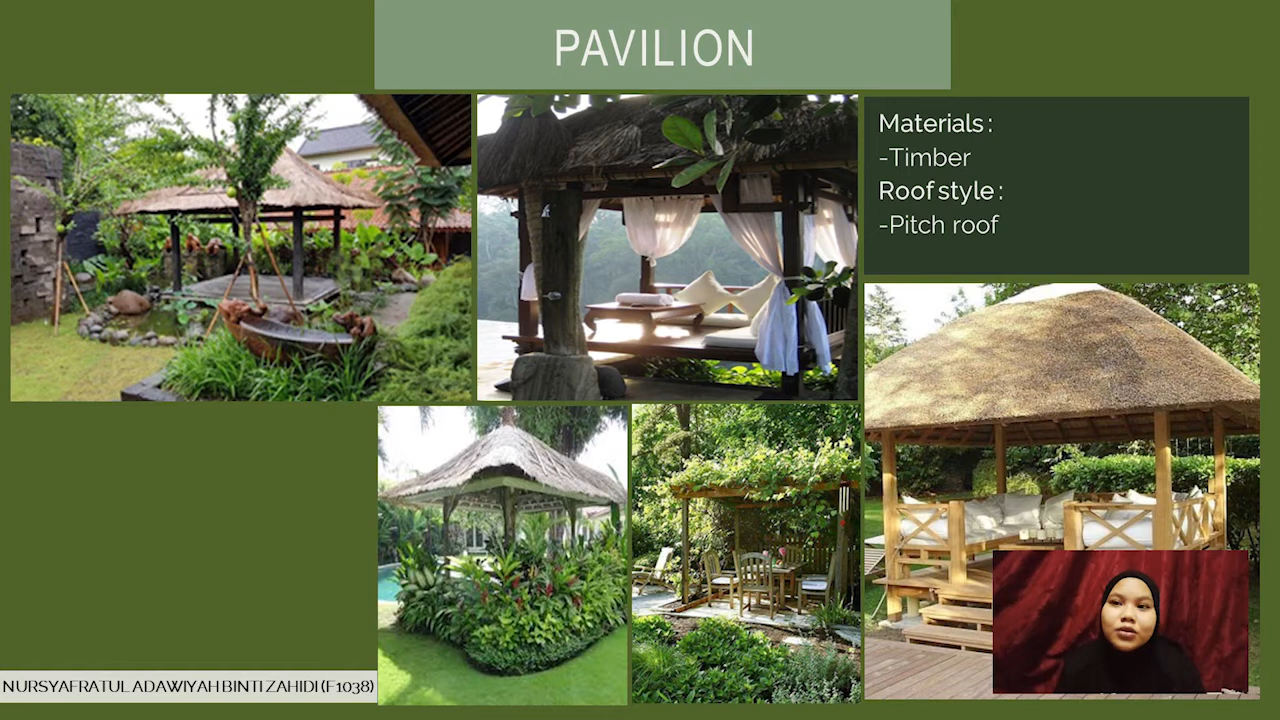 PAVILION
Materials :
-Timber
Roof style :
-Pitch roof
NURSYAFRATUL ADAWIYAH BINTI ZAHIDI (F1038)